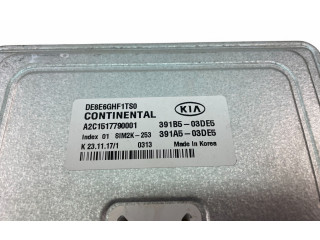 DE8E6GHF1TS0
CONTINENTAL KIA
A2C1517790001 391B5-03DE5
Index 01 SIM2K-253 391A5-03DE5
K 23.11.17/1 0313 Made in Korea